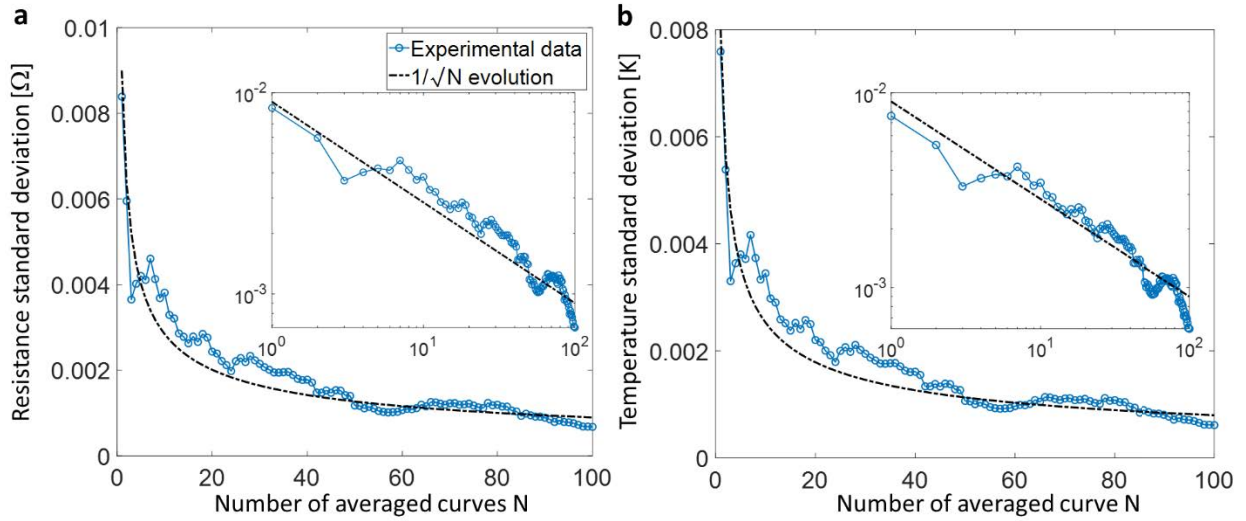 a
0.01
0.008
0.006
0.004
0.002
0
Resistance standard deviation [Ω]
Experimental data
1/√N evolution
10⁻²
10⁻³
10⁰ 10¹ 10²
0 20 40 60 80 100
Number of averaged curves N
b
0.008
0.006
0.004
0.002
0
Temperature standard deviation [K]
10⁻²
10⁻³
10⁰ 10¹ 10²
0 20 40 60 80 100
Number of averaged curve N